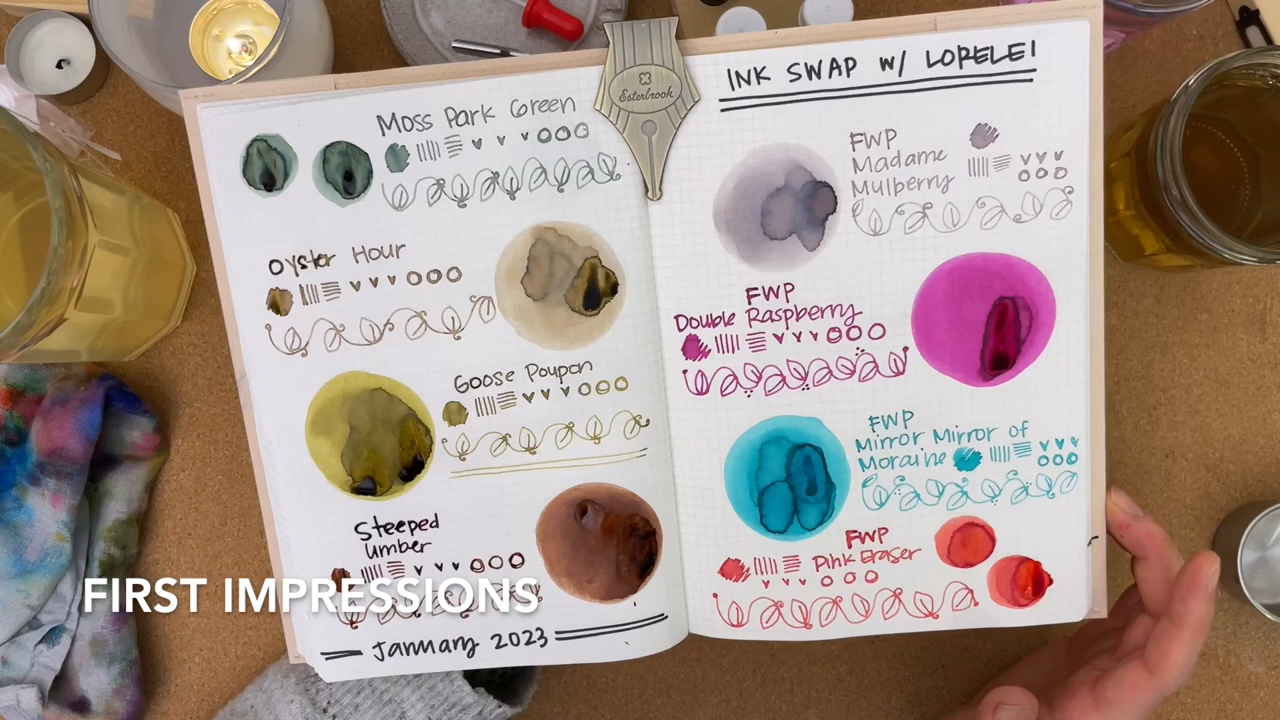 Moss Park Green
Oyster Hour
Goose Poupon
Steeped
Umber
January 2023
Esterbrook
INK SWAP W/ LORELEI
FWP
Madame
Mulberry
FWP
Double Raspberry
FWP
Mirror Mirror of
Moraine
FWP
Pink Eraser
FIRST IMPRESSIONS